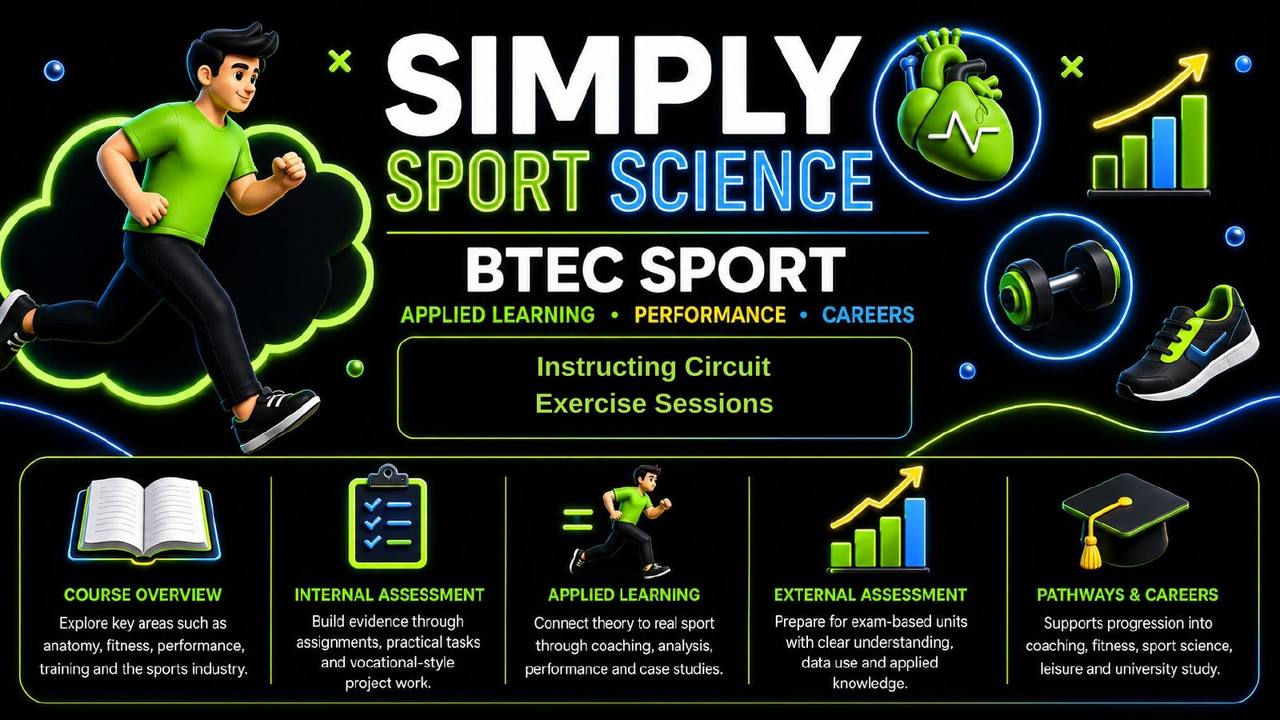 SIMPLY
SPORT SCIENCE
BTEC SPORT
APPLIED LEARNING • PERFORMANCE • CAREERS
Instructing Circuit
Exercise Sessions
COURSE OVERVIEW
Explore key areas such as
anatomy, fitness, performance,
training and the sports industry.
INTERNAL ASSESSMENT
Build evidence through
assignments, practical tasks
and vocational-style
project work.
APPLIED LEARNING
Connect theory to real sport
through coaching, analysis,
performance and case studies.
EXTERNAL ASSESSMENT
Prepare for exam-based units
with clear understanding,
data use and applied
knowledge.
PATHWAYS & CAREERS
Supports progression into
coaching, fitness, sport science,
leisure and university study.